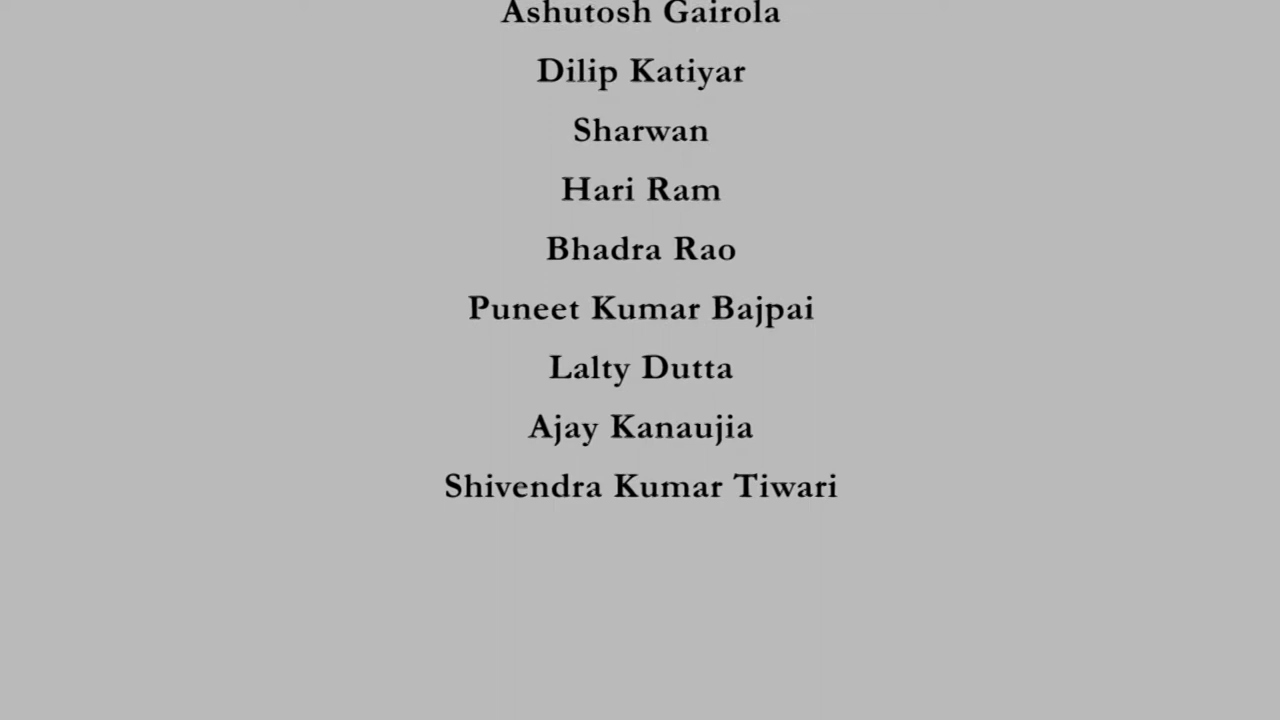 Ashutosh Gairola
Dilip Katiyar
Sharwan
Hari Ram
Bhadra Rao
Puneet Kumar Bajpai
Lalty Dutta
Ajay Kanaujia
Shivendra Kumar Tiwari